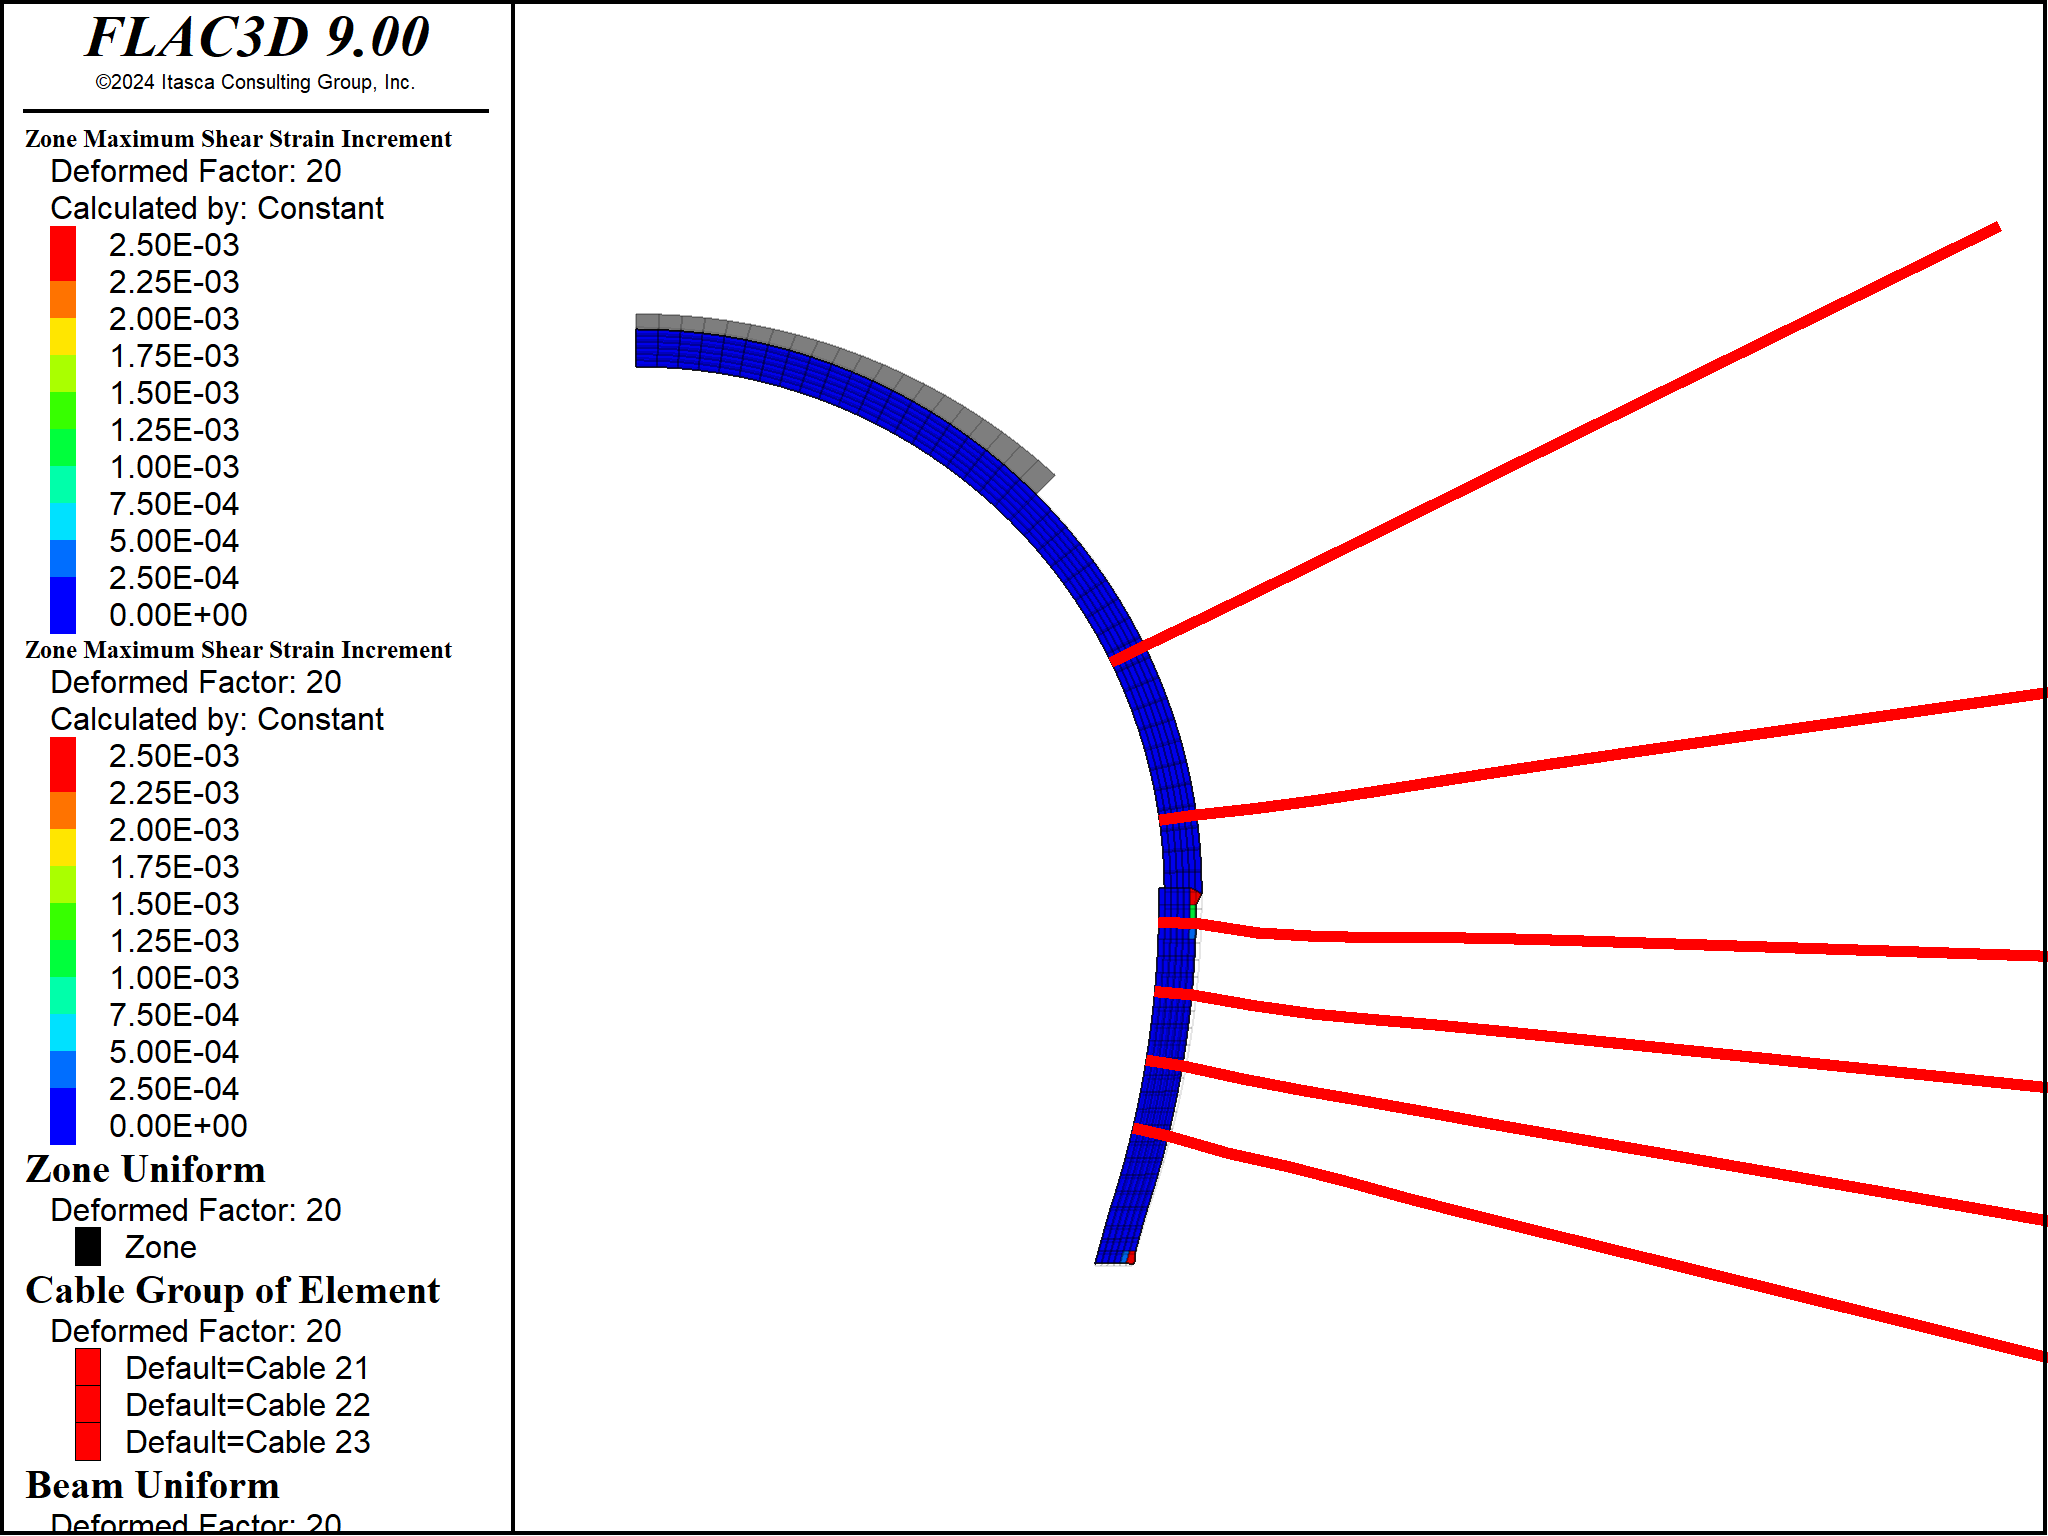 FLAC3D 9.00
©2024 Itasca Consulting Group, Inc.
Zone Maximum Shear Strain Increment
Deformed Factor: 20
Calculated by: Constant
2.50E-03
2.25E-03
2.00E-03
1.75E-03
1.50E-03
1.25E-03
1.00E-03
7.50E-04
5.00E-04
2.50E-04
0.00E+00
Zone Maximum Shear Strain Increment
Deformed Factor: 20
Calculated by: Constant
2.50E-03
2.25E-03
2.00E-03
1.75E-03
1.50E-03
1.25E-03
1.00E-03
7.50E-04
5.00E-04
2.50E-04
0.00E+00
Zone Uniform
Deformed Factor: 20
Zone
Cable Group of Element
Deformed Factor: 20
Default=Cable 21
Default=Cable 22
Default=Cable 23
Beam Uniform
Deformed Factor: 20